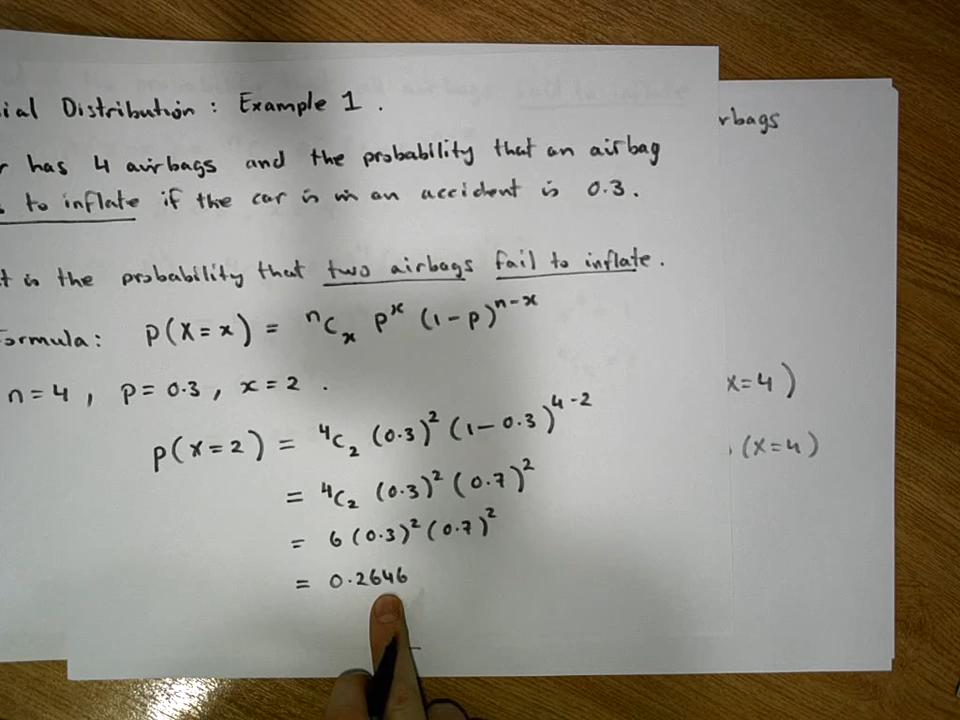 ial Distribution : Example 1 .
r has 4 airbags and the probability that an airbag
s to inflate if the car is in an accident is 0.3 .
t is the probability that two airbags fail to inflate .
ormula: P(X=x) = ⁿCₓ pˣ (1-p)ⁿ⁻ˣ
n=4 , p=0.3 , x=2 .
P(X=2) = ⁴C₂ (0.3)² (1-0.3)⁴⁻²
= ⁴C₂ (0.3)² (0.7)²
= 6 (0.3)² (0.7)²
= 0.2646
rbags
x=4)
(X=4)